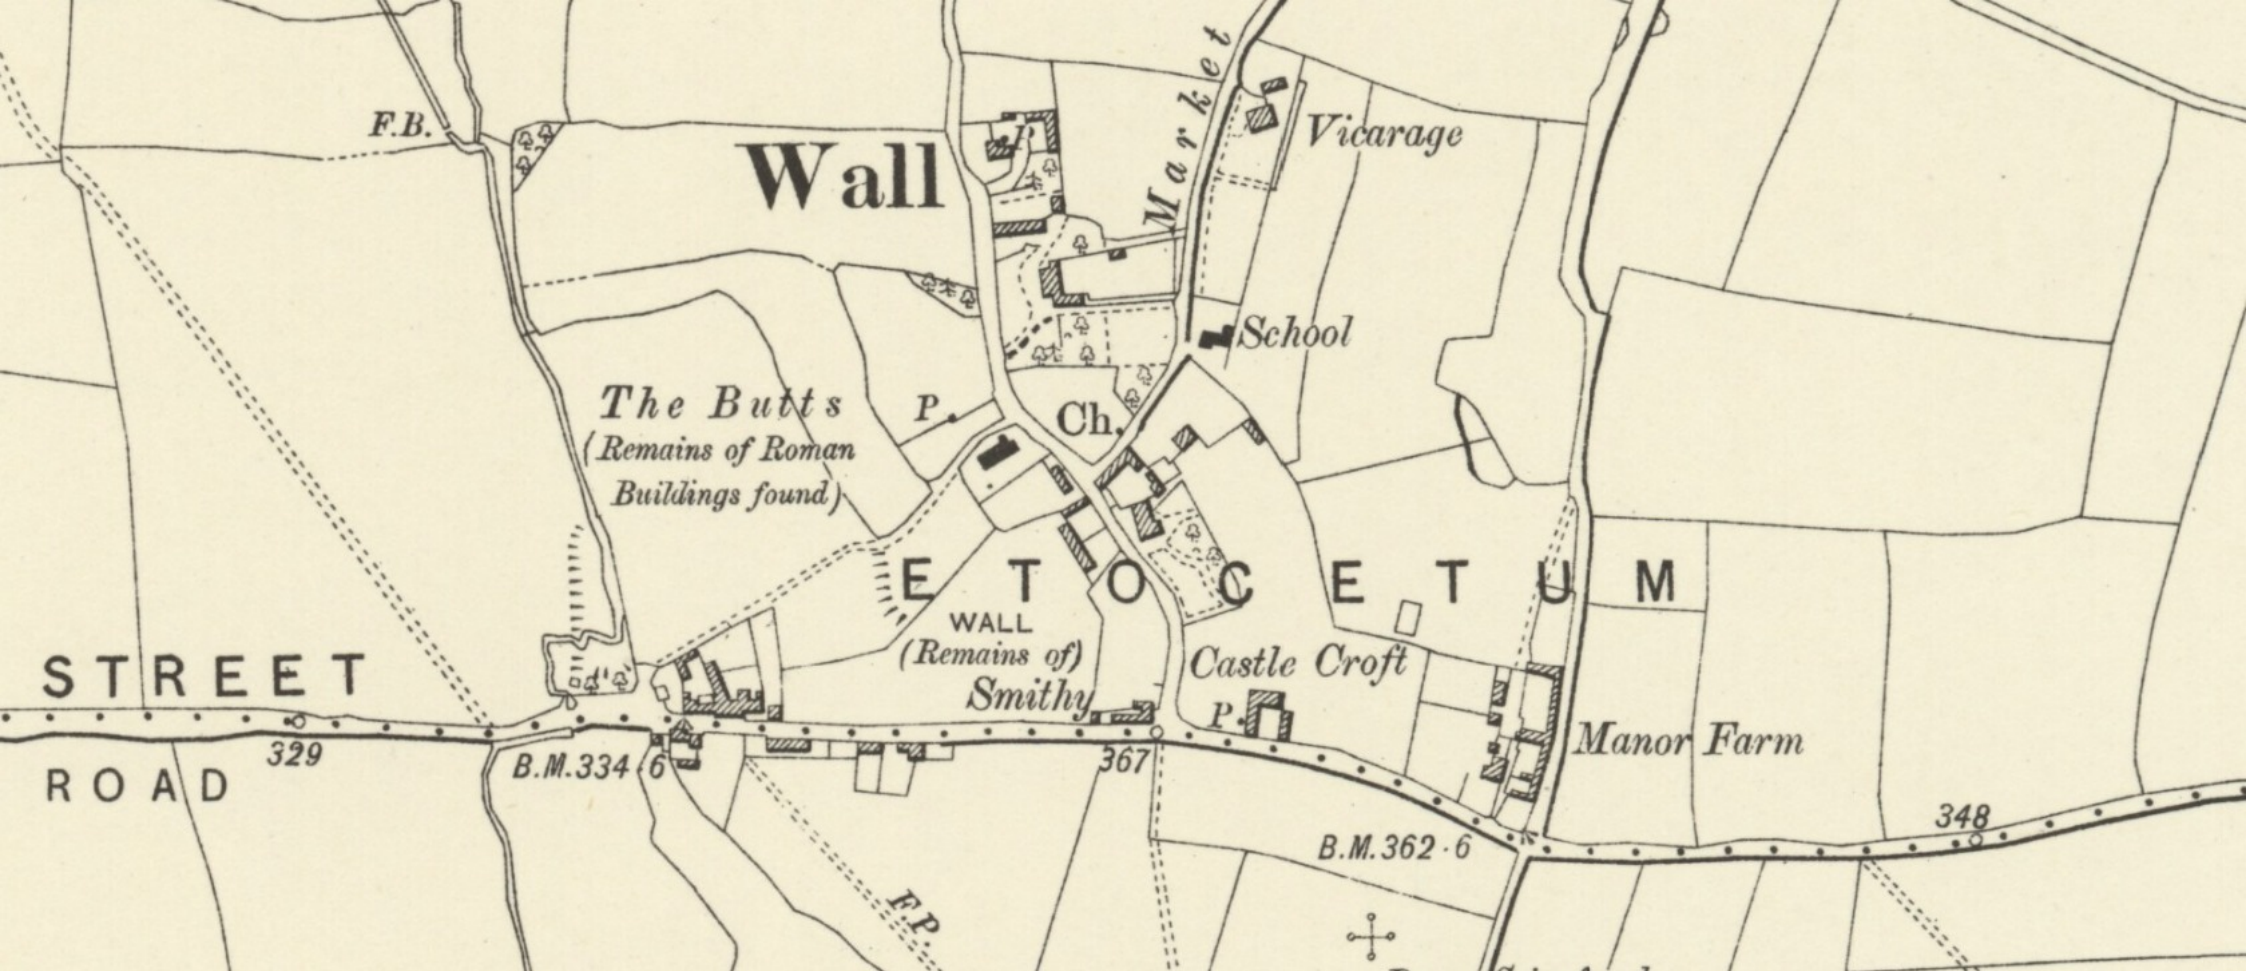 Market
F.B.
P
Vicarage
Wall
School
The Butts
P.
Ch.
(Remains of Roman
Buildings found)
ETOCETUM
WALL
(Remains of)
Castle Croft
STREET
Smithy
P.
Manor Farm
329
B.M.334·6
367
ROAD
348
B.M.362·6
F.P.